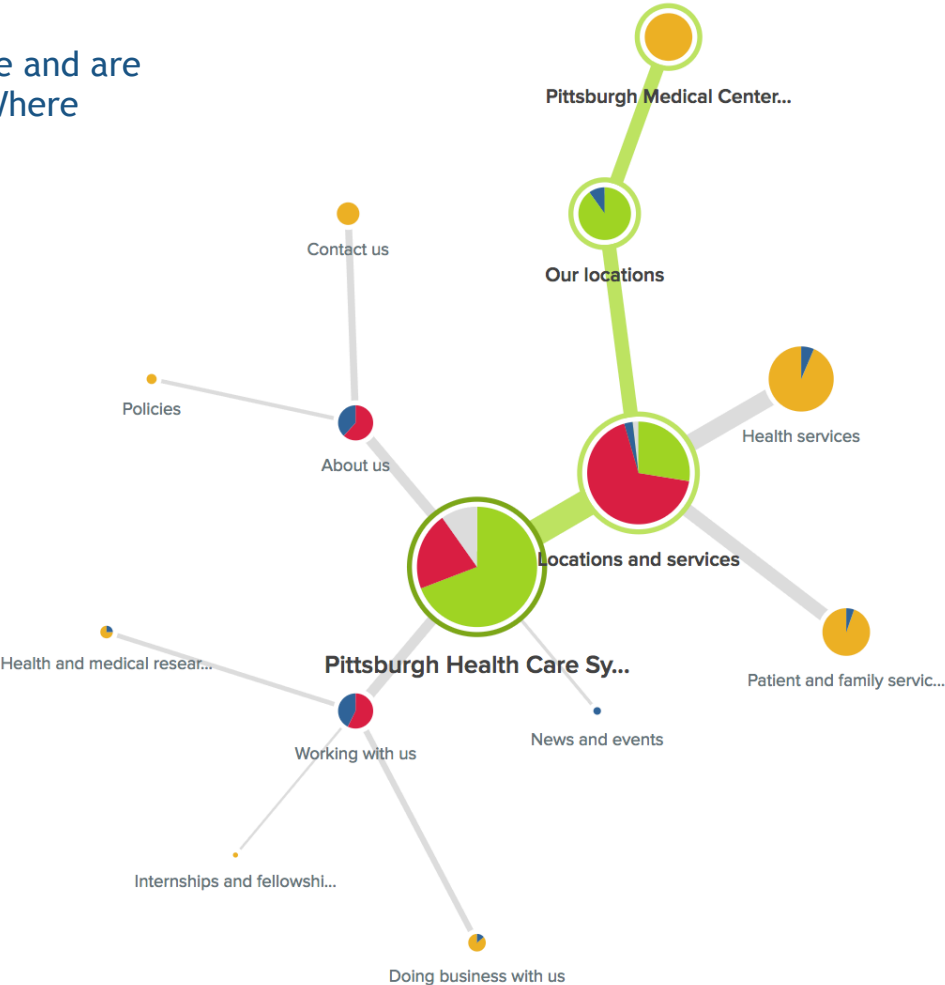 e and are
Where
Pittsburgh Medical Center...
Contact us
Our locations
Policies
Health services
About us
Locations and services
Health and medical resear...
Pittsburgh Health Care Sy...
Patient and family servic...
News and events
Working with us
Internships and fellowshi...
Doing business with us